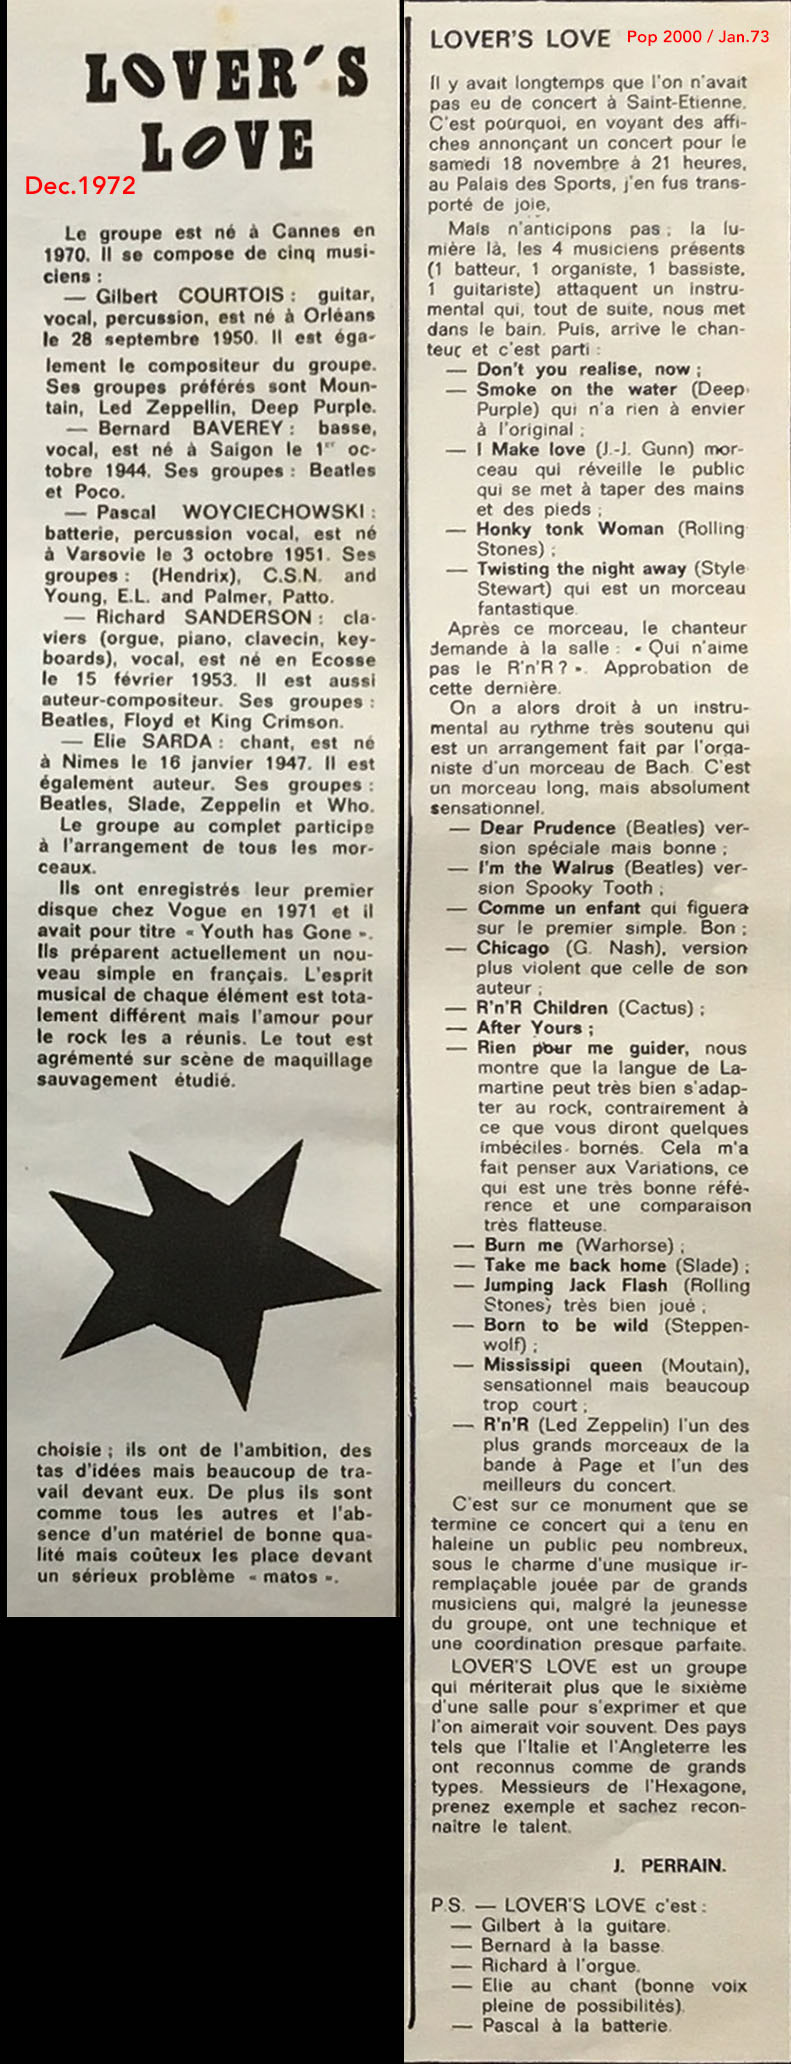 LOVER'S
LOVE
Dec.1972
Le groupe est né à Cannes en
1970. Il se compose de cinq musi-
ciens :
— Gilbert COURTOIS : guitar,
vocal, percussion, est né à Orléans
le 28 septembre 1950. Il est éga-
lement le compositeur du groupe.
Ses groupes préférés sont Moun-
tain, Led Zeppellin, Deep Purple.
— Bernard BAVEREY : basse,
vocal, est né à Saigon le 1er oc-
tobre 1944. Ses groupes : Beatles
et Poco.
— Pascal WOYCIECHOWSKI :
batterie, percussion vocal, est né
à Varsovie le 3 octobre 1951. Ses
groupes : (Hendrix), C.S.N. and
Young, E.L. and Palmer, Patto.
— Richard SANDERSON : cla-
viers (orgue, piano, clavecin, key-
boards), vocal, est né en Ecosse
le 15 février 1953. Il est aussi
auteur-compositeur. Ses groupes :
Beatles, Floyd et King Crimson.
— Elie SARDA : chant, est né
à Nimes le 16 janvier 1947. Il est
également auteur. Ses groupes :
Beatles, Slade, Zeppelin et Who.
Le groupe au complet participe
à l'arrangement de tous les mor-
ceaux.
Ils ont enregistrés leur premier
disque chez Vogue en 1971 et il
avait pour titre « Youth has Gone ».
Ils préparent actuellement un nou-
veau simple en français. L'esprit
musical de chaque élément est tota-
lement différent mais l'amour pour
le rock les a réunis. Le tout est
agrémenté sur scène de maquillage
sauvagement étudié.
choisie ; ils ont de l'ambition, des
tas d'idées mais beaucoup de tra-
vail devant eux. De plus ils sont
comme tous les autres et l'ab-
sence d'un matériel de bonne qua-
lité mais coûteux les place devant
un sérieux problème « matos ».
LOVER'S LOVE Pop 2000 / Jan.73
Il y avait longtemps que l'on n'avait
pas eu de concert à Saint-Etienne.
C'est pourquoi, en voyant des affi-
ches annonçant un concert pour le
samedi 18 novembre à 21 heures,
au Palais des Sports, j'en fus trans-
porté de joie,
Mais n'anticipons pas ; la lu-
mière là, les 4 musiciens présents
(1 batteur, 1 organiste, 1 bassiste,
1 guitariste) attaquent un instru-
mental qui, tout de suite, nous met
dans le bain. Puis, arrive le chan-
teur et c'est parti :
— Don't you realise, now ;
— Smoke on the water (Deep
Purple) qui n'a rien à envier
à l'original ;
— I Make love (J.-J. Gunn) mor-
ceau qui réveille le public
qui se met à taper des mains
et des pieds ;
— Honky tonk Woman (Rolling
Stones) ;
— Twisting the night away (Style
Stewart) qui est un morceau
fantastique.
Après ce morceau, le chanteur
demande à la salle : « Qui n'aime
pas le R'n'R ? ». Approbation de
cette dernière.
On a alors droit à un instru-
mental au rythme très soutenu qui
est un arrangement fait par l'orga-
niste d'un morceau de Bach. C'est
un morceau long, mais absolument
sensationnel.
— Dear Prudence (Beatles) ver-
sion spéciale mais bonne ;
— I'm the Walrus (Beatles) ver-
sion Spooky Tooth ;
— Comme un enfant qui figuera
sur le premier simple. Bon ;
— Chicago (G. Nash), version
plus violent que celle de son
auteur ;
— R'n'R Children (Cactus) ;
— After Yours ;
— Rien pour me guider, nous
montre que la langue de La-
martine peut très bien s'adap-
ter au rock, contrairement à
ce que vous diront quelques
imbéciles bornés. Cela m'a
fait penser aux Variations, ce
qui est une très bonne réfé-
rence et une comparaison
très flatteuse.
— Burn me (Warhorse) ;
— Take me back home (Slade) ;
— Jumping Jack Flash (Rolling
Stones) très bien joué ;
— Born to be wild (Steppen-
wolf) ;
— Mississipi queen (Moutain),
sensationnel mais beaucoup
trop court ;
— R'n'R (Led Zeppelin) l'un des
plus grands morceaux de la
bande à Page et l'un des
meilleurs du concert.
C'est sur ce monument que se
termine ce concert qui a tenu en
haleine un public peu nombreux,
sous le charme d'une musique ir-
remplaçable jouée par de grands
musiciens qui, malgré la jeunesse
du groupe, ont une technique et
une coordination presque parfaite.
LOVER'S LOVE est un groupe
qui mériterait plus que le sixième
d'une salle pour s'exprimer et que
l'on aimerait voir souvent. Des pays
tels que l'Italie et l'Angleterre les
ont reconnus comme de grands
types. Messieurs de l'Hexagone,
prenez exemple et sachez recon-
naître le talent.
J. PERRAIN.
P.S. — LOVER'S LOVE c'est :
— Gilbert à la guitare.
— Bernard à la basse.
— Richard à l'orgue.
— Elie au chant (bonne voix
pleine de possibilités).
— Pascal à la batterie.